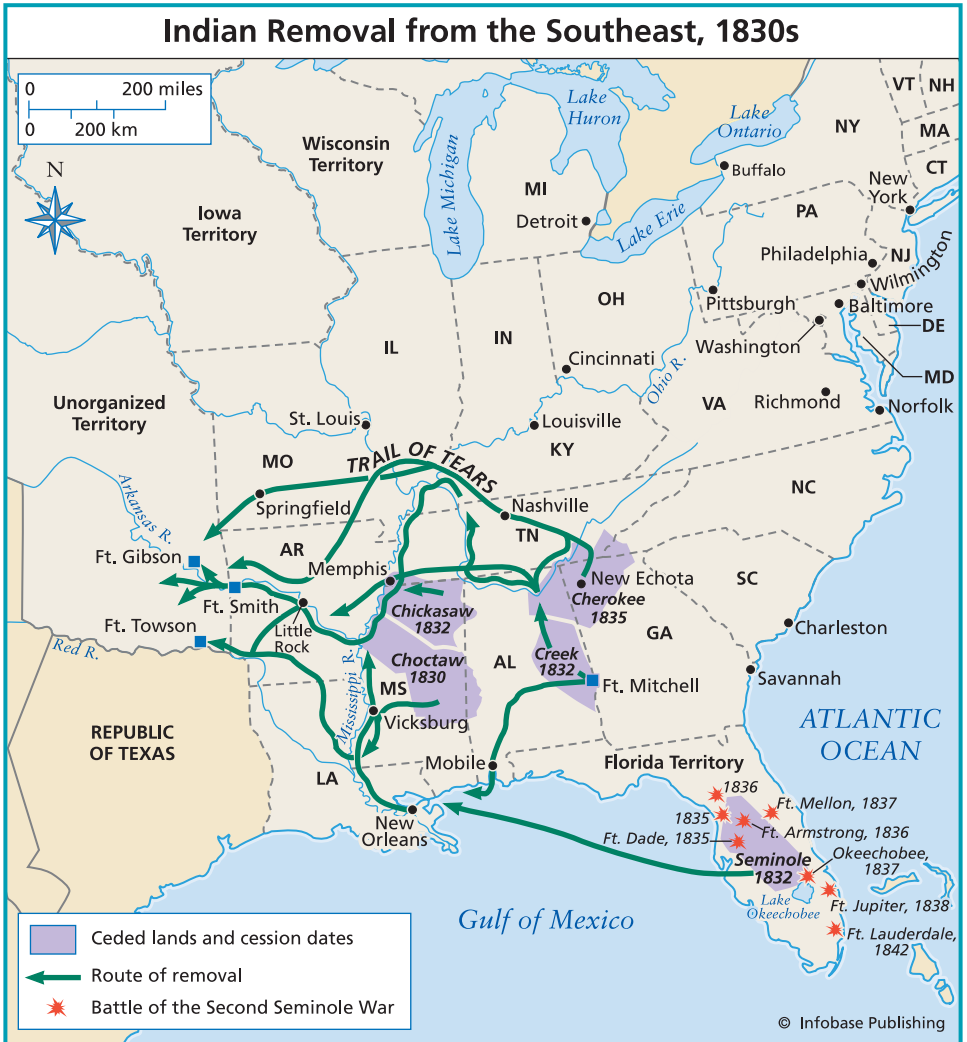 Indian Removal from the Southeast, 1830s
0 200 miles
0 200 km
N
VT NH
Lake
Huron
Lake
Ontario
NY
MA
Wisconsin
Territory
Lake Michigan
MI
Buffalo
CT
New
York
Iowa
Territory
Detroit
Lake Erie
PA
Philadelphia
NJ
Wilmington
OH
Pittsburgh
Baltimore
DE
IL
IN
Washington
Cincinnati
Ohio R.
MD
Unorganized
Territory
St. Louis
Louisville
VA
Richmond
Norfolk
KY
MO
TRAIL OF TEARS
Arkansas R.
Springfield
Nashville
NC
TN
Ft. Gibson
AR
Memphis
New Echota
SC
Ft. Smith
Chickasaw
1832
Cherokee
1835
Ft. Towson
Little
Rock
GA
Charleston
Red R.
Choctaw
1830
AL
Creek
1832
Mississippi R.
MS
Ft. Mitchell
Savannah
Vicksburg
REPUBLIC
OF TEXAS
ATLANTIC
OCEAN
LA
Mobile
Florida Territory
1836
Ft. Mellon, 1837
New
Orleans
1835
Ft. Armstrong, 1836
Ft. Dade, 1835
Seminole
1832
Okeechobee,
1837
Lake
Okeechobee
Ft. Jupiter, 1838
Gulf of Mexico
Ft. Lauderdale,
1842
Ceded lands and cession dates
Route of removal
Battle of the Second Seminole War
© Infobase Publishing